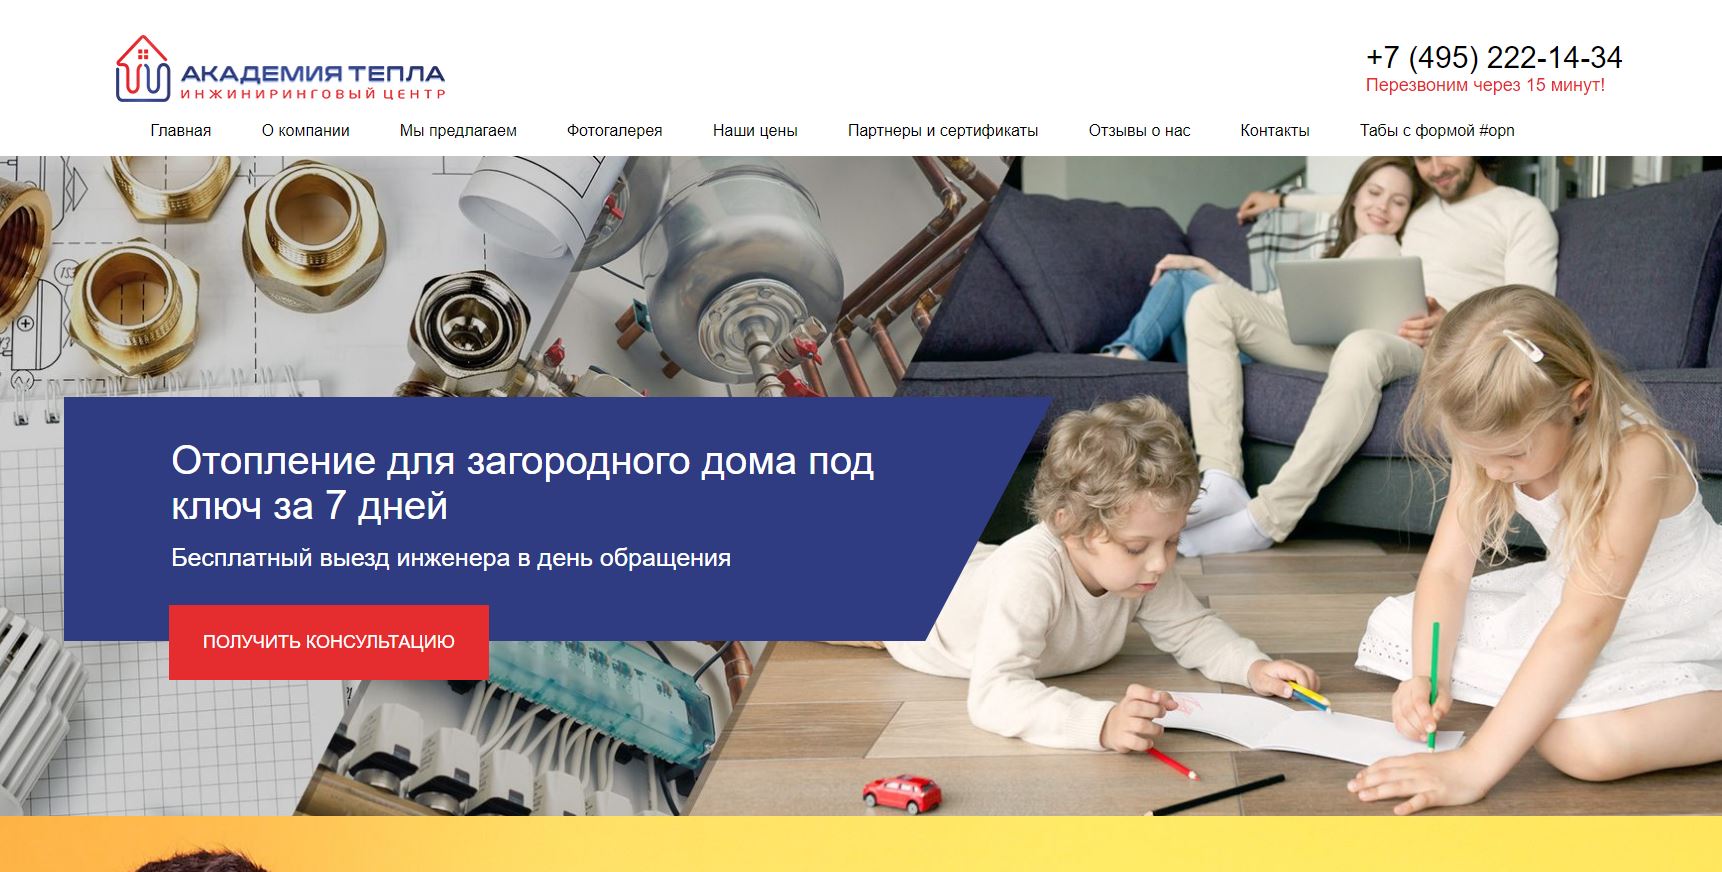 АКАДЕМИЯ ТЕПЛА
ИНЖИНИРИНГОВЫЙ ЦЕНТР
+7 (495) 222-14-34
Перезвоним через 15 минут!
Главная О компании Мы предлагаем Фотогалерея Наши цены Партнеры и сертификаты Отзывы о нас Контакты Табы с формой #opn
Отопление для загородного дома под
ключ за 7 дней
Бесплатный выезд инженера в день обращения
ПОЛУЧИТЬ КОНСУЛЬТАЦИЮ